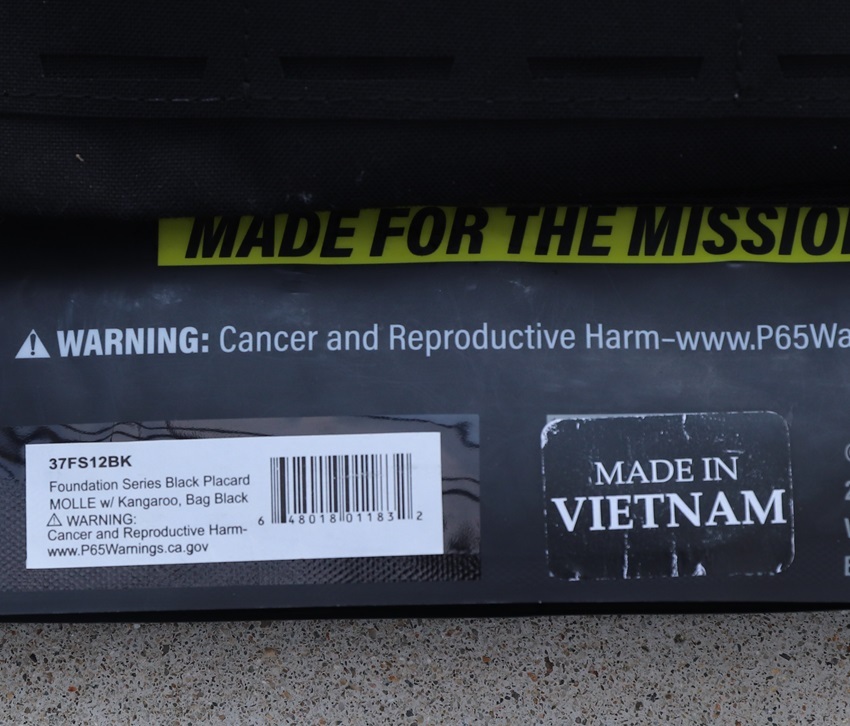 MADE FOR THE MISSION
⚠ WARNING: Cancer and Reproductive Harm–www.P65Wa
37FS12BK
Foundation Series Black Placard
MOLLE w/ Kangaroo, Bag Black
⚠ WARNING:
Cancer and Reproductive Harm-
www.P65Warnings.ca.gov
6 48018 01183 2
MADE IN
VIETNAM